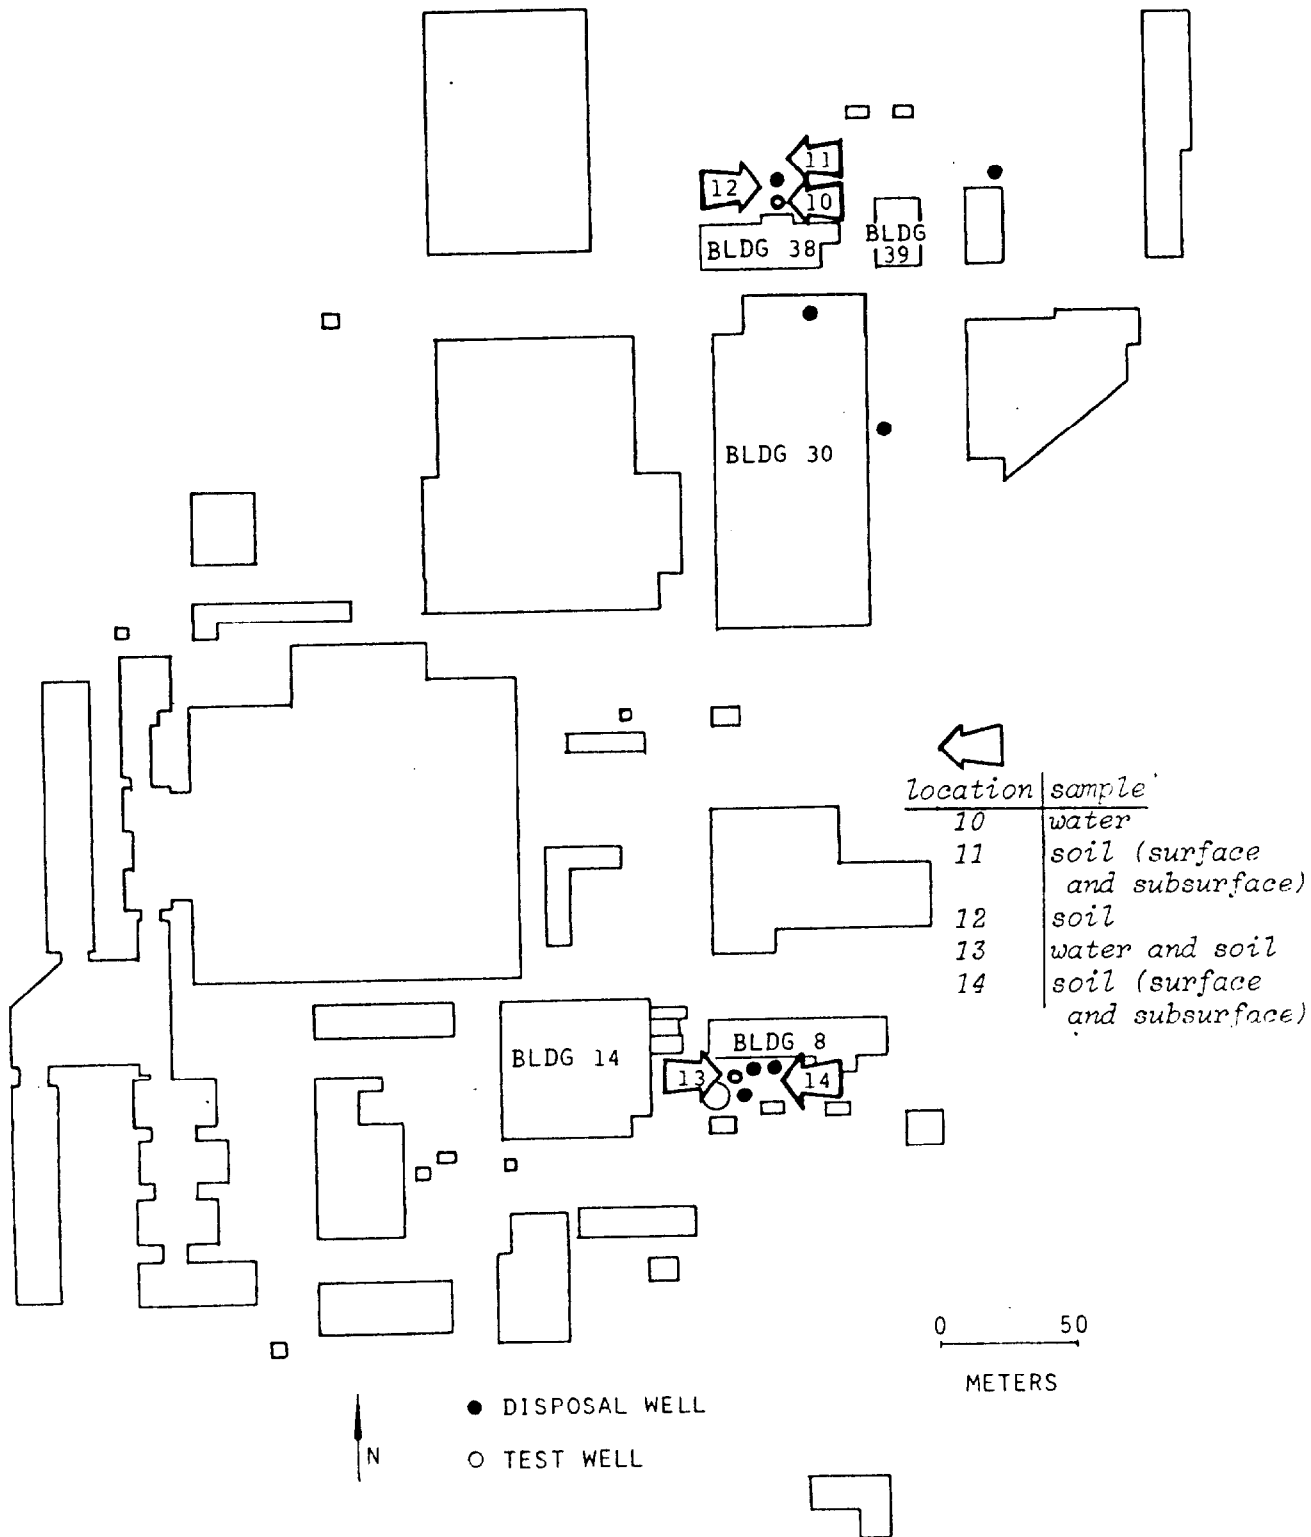 11
12
10
BLDG 38
BLDG
39
BLDG 30
location sample
10 water
11 soil (surface
and subsurface)
12 soil
13 water and soil
14 soil (surface
and subsurface)
BLDG 14
BLDG 8
13
14
0 50
METERS
DISPOSAL WELL
N
TEST WELL